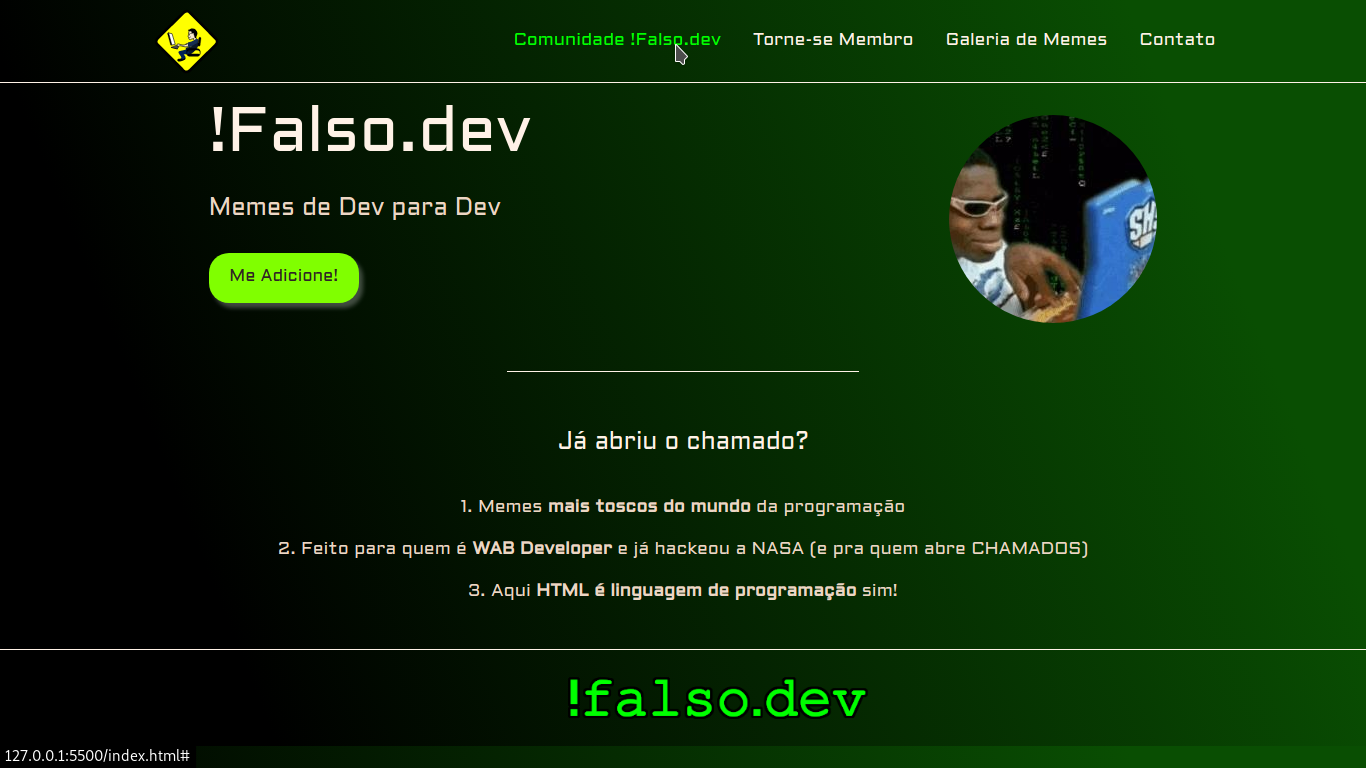 Comunidade !Falso.dev Torne-se Membro Galeria de Memes Contato
!Falso.dev
Memes de Dev para Dev
Me Adicione!
SH
Já abriu o chamado?
1. Memes mais toscos do mundo da programação
2. Feito para quem é WAB Developer e já hackeou a NASA (e pra quem abre CHAMADOS)
3. Aqui HTML é linguagem de programação sim!
!falso.dev
127.0.0.1:5500/index.html#